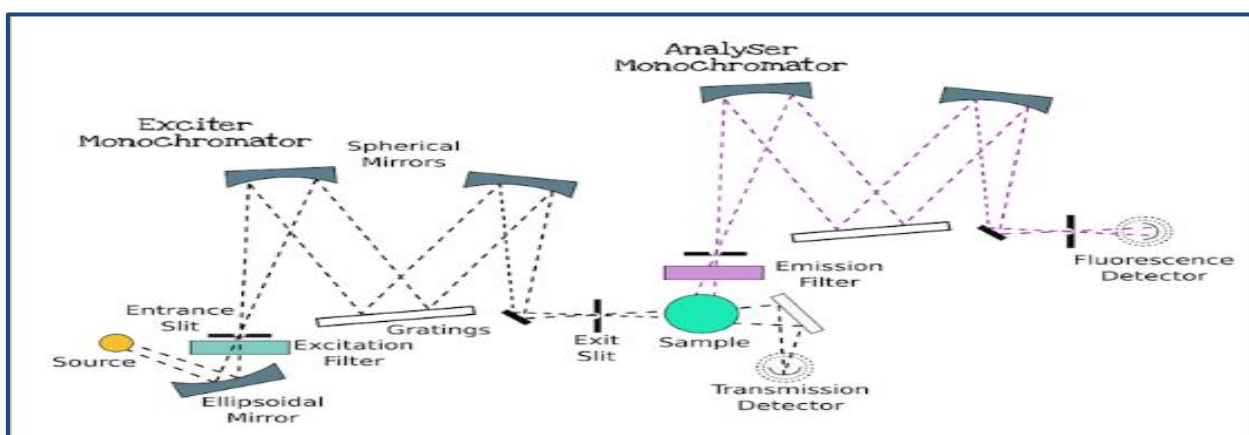 Analyser
Monochromator
Exciter
Monochromator
Spherical
Mirrors
Emission
Filter
Fluorescence
Detector
Entrance
Slit
Gratings
Source
Excitation
Filter
Exit
Slit
Sample
Ellipsoidal
Mirror
Transmission
Detector